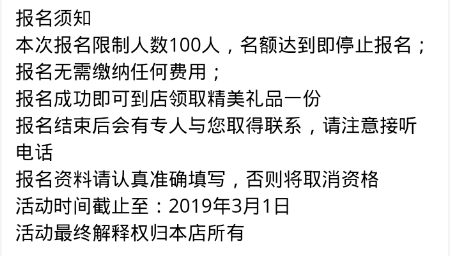 报名须知
本次报名限制人数100人，名额达到即停止报名；
报名无需缴纳任何费用；
报名成功即可到店领取精美礼品一份
报名结束后会有专人与您取得联系，请注意接听
电话
报名资料请认真准确填写，否则将取消资格
活动时间截止至：2019年3月1日
活动最终解释权归本店所有